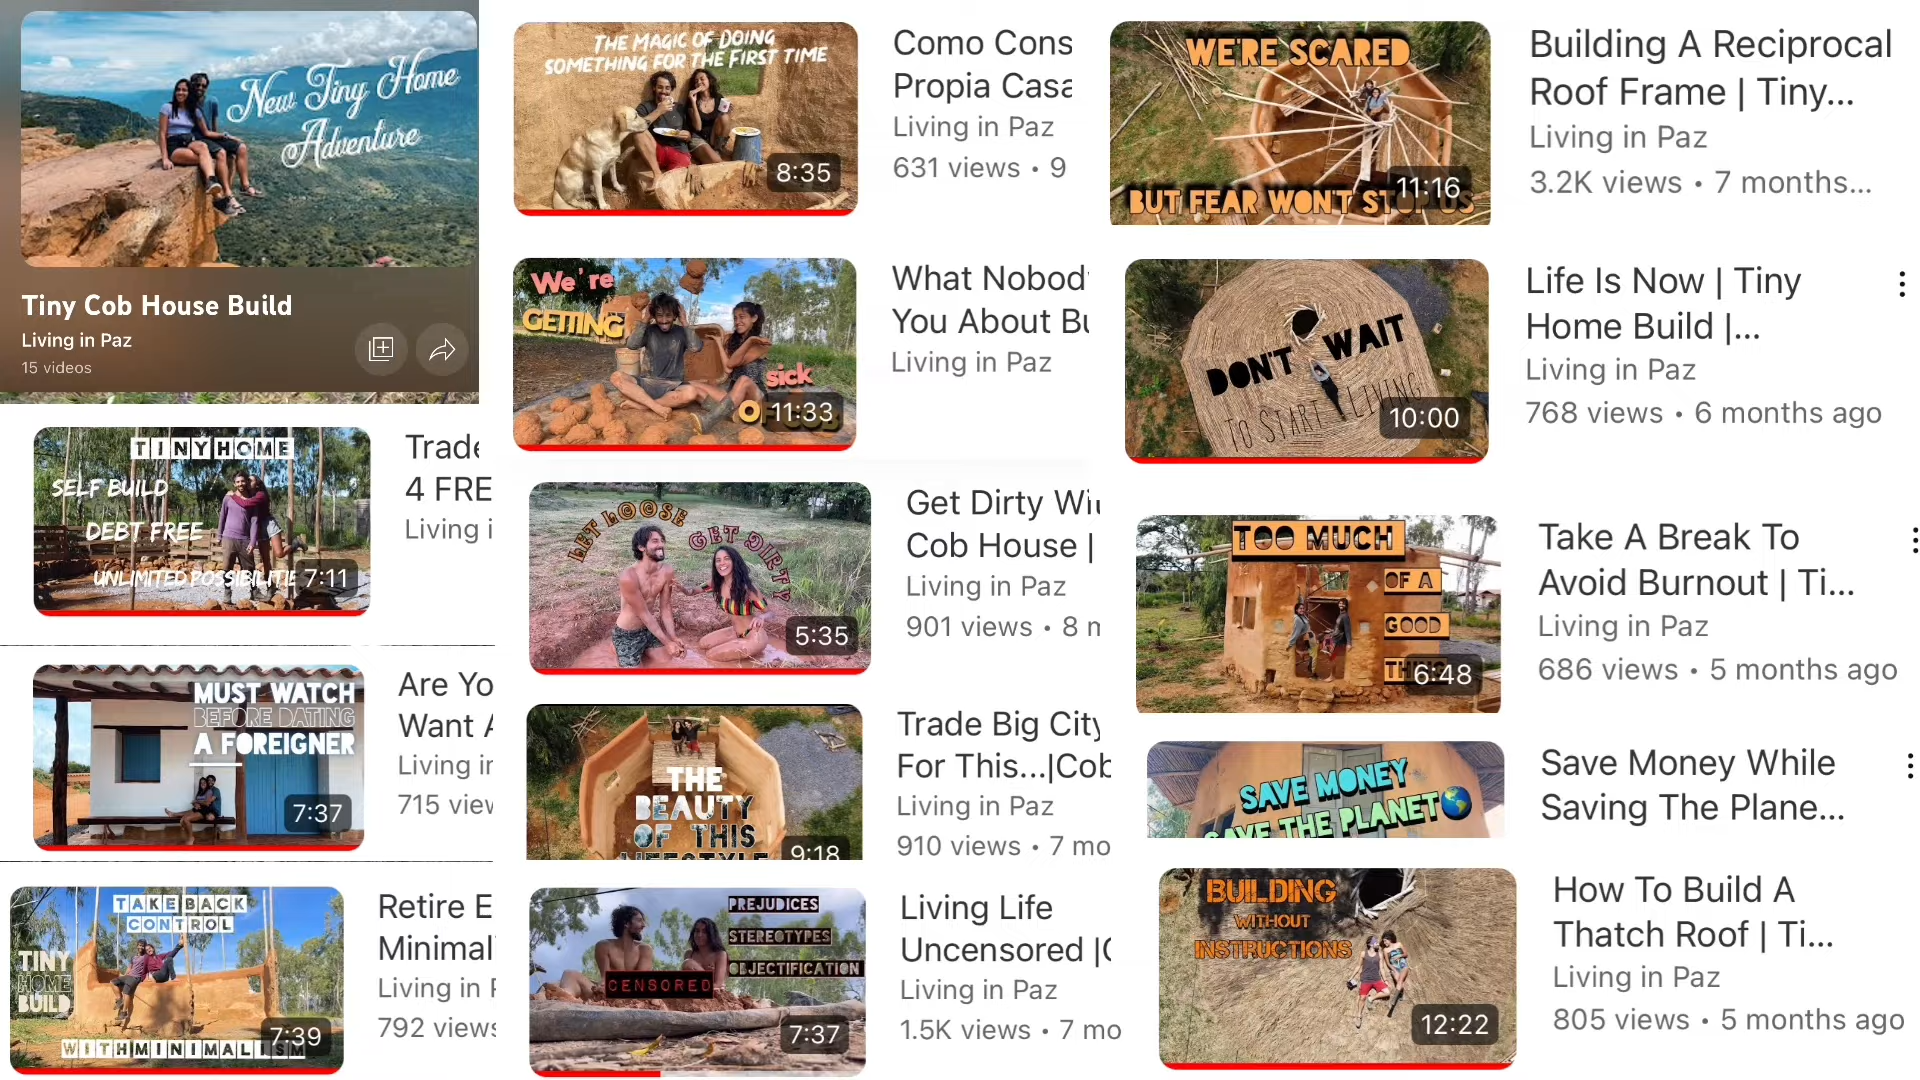 New Tiny Home
Adventure
Tiny Cob House Build
Living in Paz
15 videos
TINY HOME
SELF BUILD
DEBT FREE
UNLIMITED POSSIBILITIE
7:11
Trade
4 FRE
Living i
MUST WATCH
BEFORE DATING
A FOREIGNER
7:37
Are Yo
Want A
Living in
715 view
TAKE BACK
CONTROL
TINY
HOME
BUILD
WITH MINIMALISM
7:39
Retire E
Minimal
Living in P
792 views
THE MAGIC OF DOING
SOMETHING FOR THE FIRST TIME
8:35
Como Cons
Propia Casa
Living in Paz
631 views • 9
We're
GETTING
sick
OF
11:33
What Nobody
You About Bu
Living in Paz
LET LOOSE
GET DIRTY
5:35
Get Dirty Wi
Cob House |
Living in Paz
901 views • 8 m
THE
BEAUTY
OF THIS
LIFESTYLE
9:18
Trade Big City
For This...|Cob
Living in Paz
910 views • 7 mo
PREJUDICES
STEREOTYPES
OBJECTIFICATION
CENSORED
7:37
Living Life
Uncensored |C
Living in Paz
1.5K views • 7 mo
WE'RE SCARED
BUT FEAR WON'T STOP US
11:16
Building A Reciprocal
Roof Frame | Tiny...
Living in Paz
3.2K views • 7 months...
DON'T WAIT
TO START LIVING
10:00
Life Is Now | Tiny
Home Build |...
Living in Paz
768 views • 6 months ago
TOO MUCH
OF A
GOOD
THING
6:48
Take A Break To
Avoid Burnout | Ti...
Living in Paz
686 views • 5 months ago
SAVE MONEY
SAVE THE PLANET
Save Money While
Saving The Plane...
BUILDING
WITHOUT
INSTRUCTIONS
12:22
How To Build A
Thatch Roof | Ti...
Living in Paz
805 views • 5 months ago